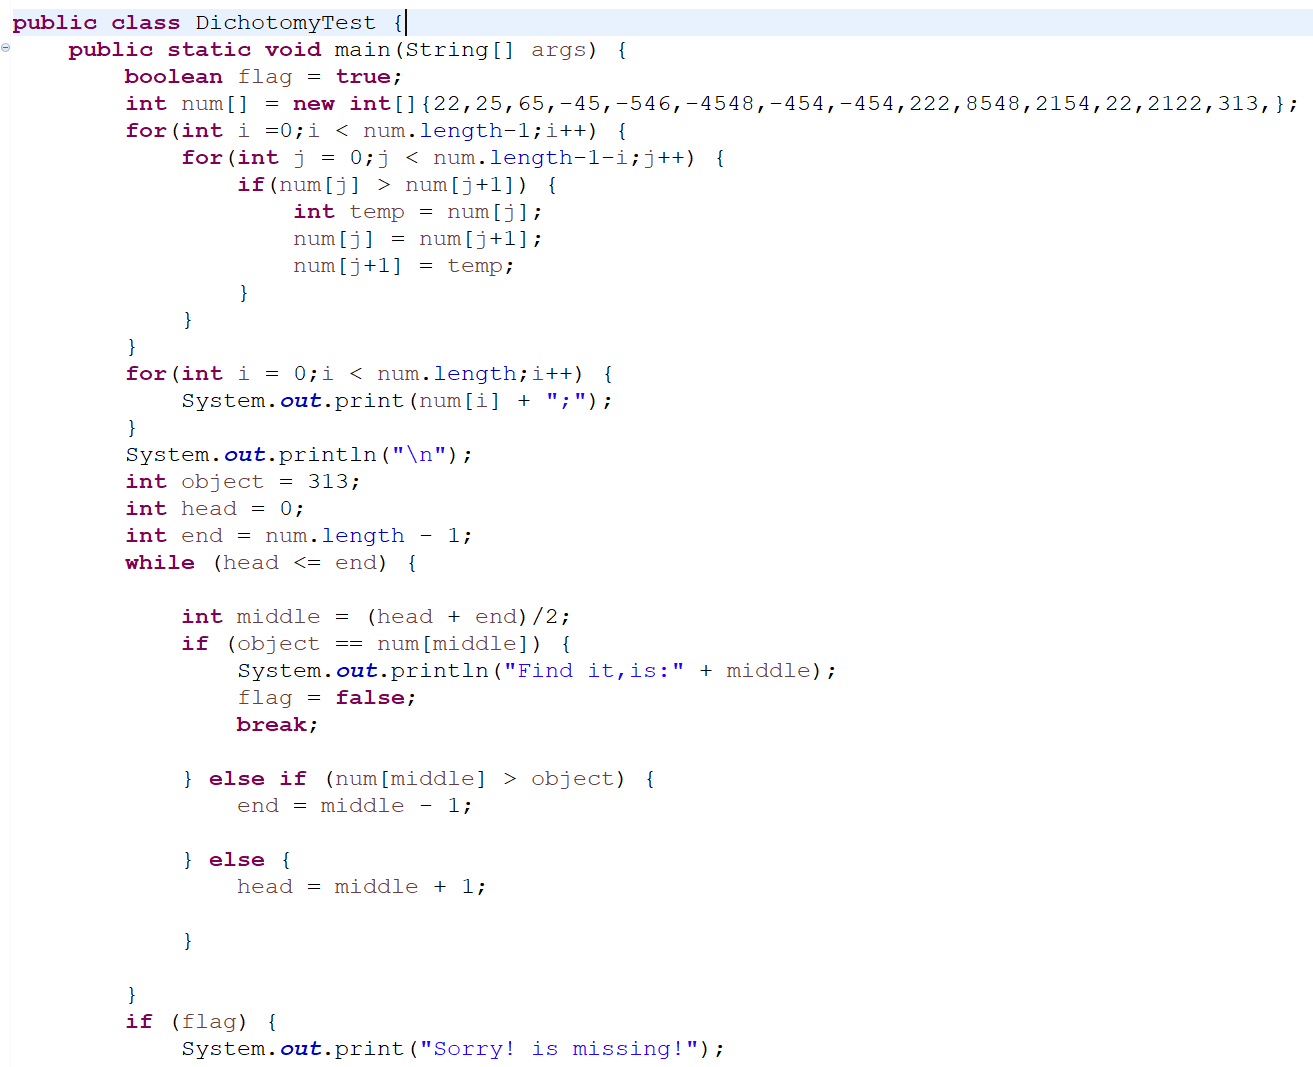 public class DichotomyTest {
public static void main(String[] args) {
boolean flag = true;
int num[] = new int[]{22,25,65,-45,-546,-4548,-454,-454,222,8548,2154,22,2122,313,};
for(int i =0;i < num.length-1;i++) {
for(int j = 0;j < num.length-1-i;j++) {
if(num[j] > num[j+1]) {
int temp = num[j];
num[j] = num[j+1];
num[j+1] = temp;
}
}
}
for(int i = 0;i < num.length;i++) {
System.out.print(num[i] + ";");
}
System.out.println("\n");
int object = 313;
int head = 0;
int end = num.length - 1;
while (head <= end) {
int middle = (head + end)/2;
if (object == num[middle]) {
System.out.println("Find it,is:" + middle);
flag = false;
break;
} else if (num[middle] > object) {
end = middle - 1;
} else {
head = middle + 1;
}
}
if (flag) {
System.out.print("Sorry! is missing!");